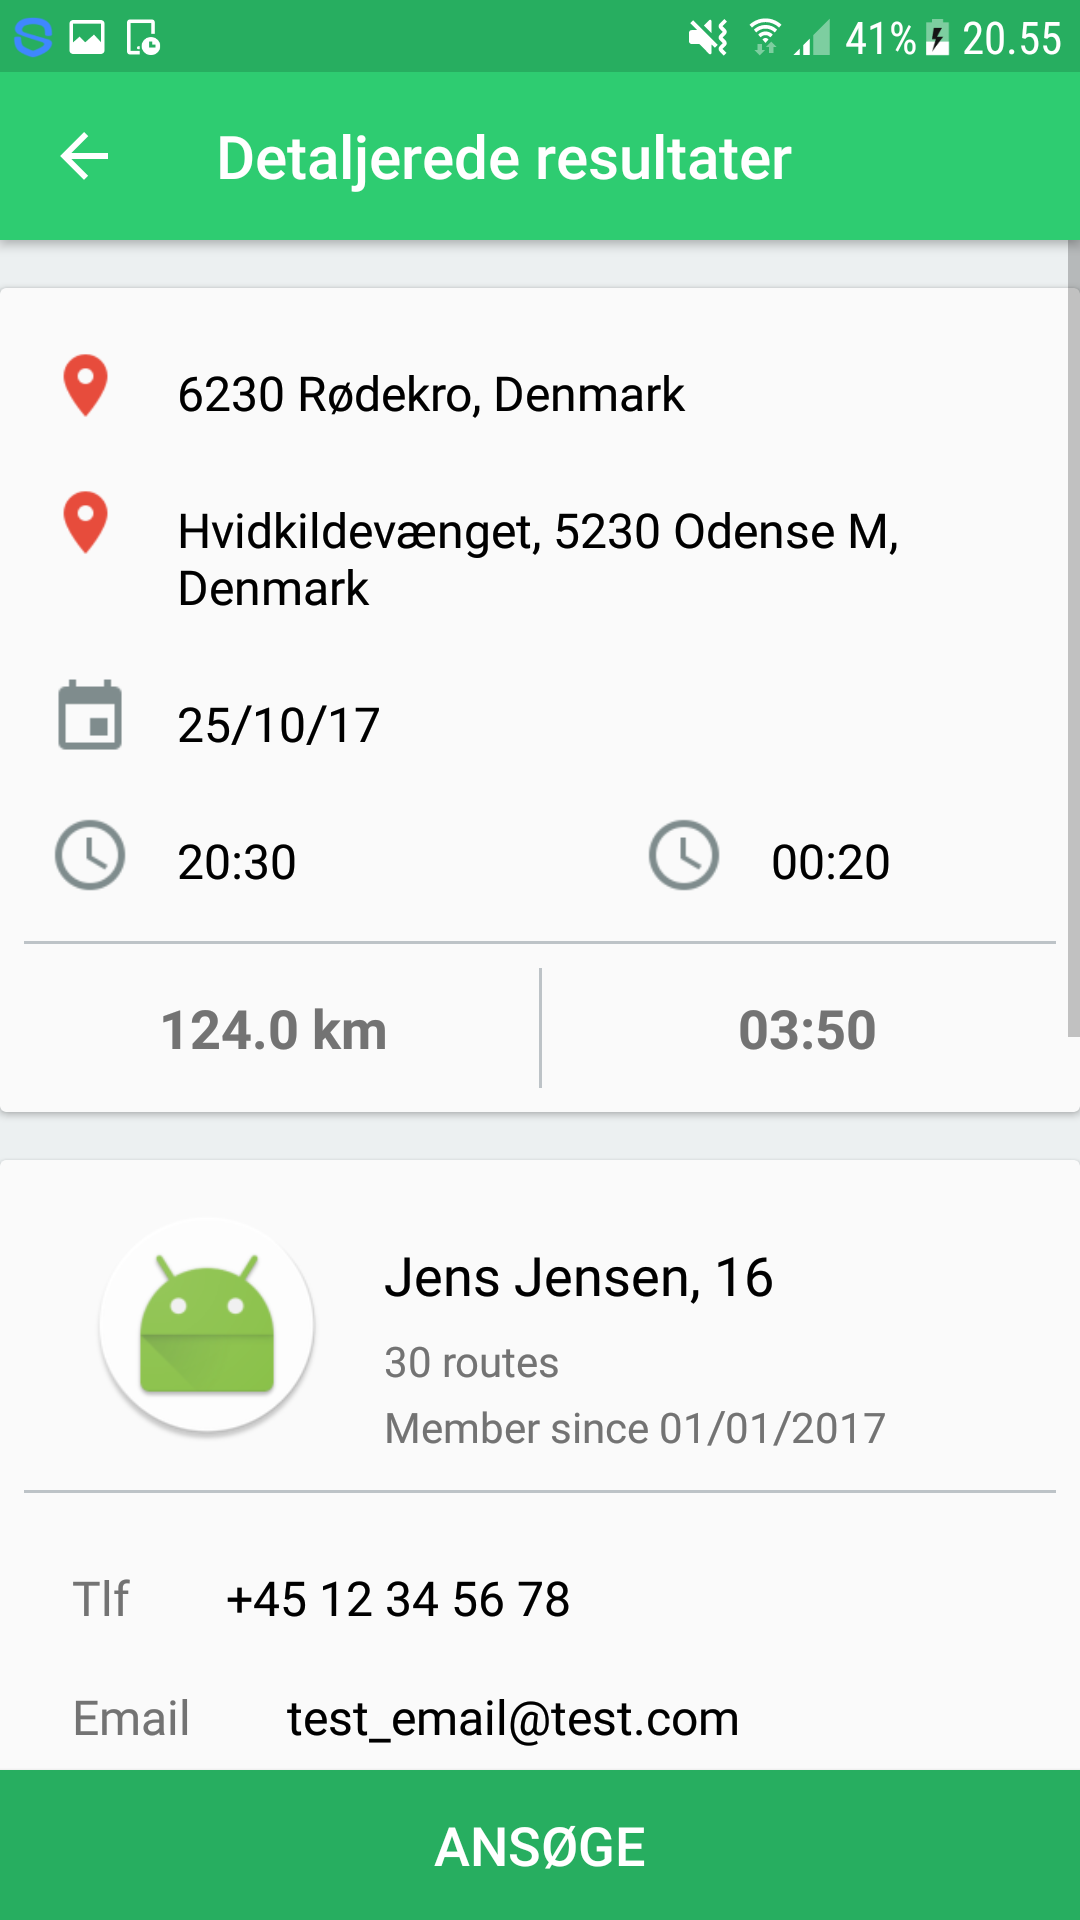 41% 20.55
Detaljerede resultater
6230 Rødekro, Denmark
Hvidkildevænget, 5230 Odense M,
Denmark
25/10/17
20:30 00:20
124.0 km 03:50
Jens Jensen, 16
30 routes
Member since 01/01/2017
Tlf +45 12 34 56 78
Email test_email@test.com
ANSØGE